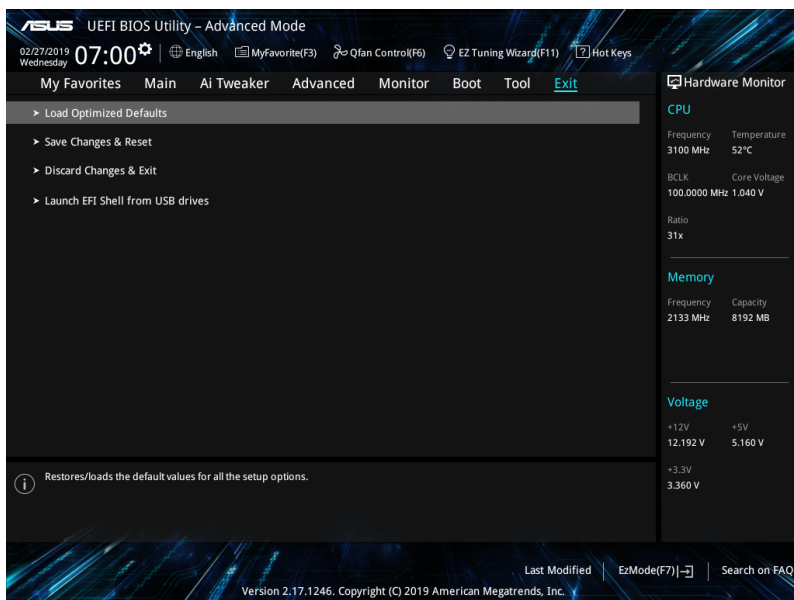 ASUS UEFI BIOS Utility – Advanced Mode
02/27/2019
Wednesday
07:00
English
MyFavorite(F3)
Qfan Control(F6)
EZ Tuning Wizard(F11)
? Hot Keys
My Favorites Main Ai Tweaker Advanced Monitor Boot Tool Exit
Load Optimized Defaults
Save Changes & Reset
Discard Changes & Exit
Launch EFI Shell from USB drives
Restores/loads the default values for all the setup options.
Hardware Monitor
CPU
Frequency Temperature
3100 MHz 52°C
BCLK Core Voltage
100.0000 MHz 1.040 V
Ratio
31x
Memory
Frequency Capacity
2133 MHz 8192 MB
Voltage
+12V +5V
12.192 V 5.160 V
+3.3V
3.360 V
Last Modified
EzMode(F7)
Search on FAQ
Version 2.17.1246. Copyright (C) 2019 American Megatrends, Inc.